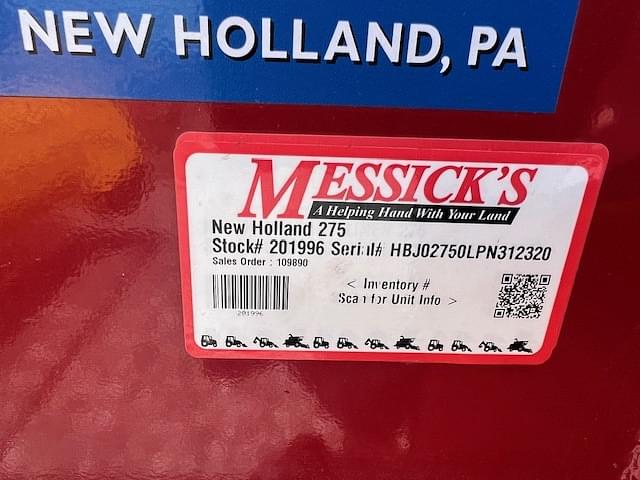 NEW HOLLAND, PA
MESSICK'S
A Helping Hand With Your Land
New Holland 275
Stock# 201996 Serial# HBJ02750LPN312320
Sales Order : 109890
< Inventory #
Scan for Unit Info >
201996